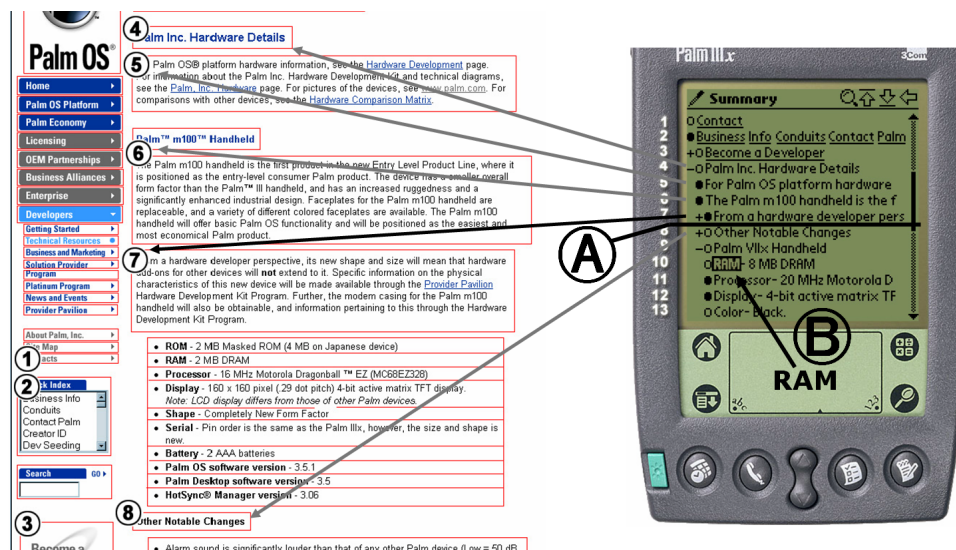 Palm OS®
Home
Palm OS Platform
Palm Economy
Licensing
OEM Partnerships
Business Alliances
Enterprise
Developers
Getting Started
Technical Resources
Business and Marketing
Solution Provider
Program
Platinum Program
News and Events
Provider Pavilion
About Palm, Inc.
Map
acts
1
2
k Index
siness Info
Conduits
Contact Palm
Creator ID
Dev Seeding
Search GO
3
Become a
4
Palm Inc. Hardware Details
5
Palm OS® platform hardware information, see the Hardware Development page.
For information about the Palm Inc. Hardware Development Kit and technical diagrams,
see the Palm, Inc. Hardware page. For pictures of the devices, see www.palm.com. For
comparisons with other devices, see the Hardware Comparison Matrix.
Palm™ m100™ Handheld
6
The Palm m100 handheld is the first product in the new Entry Level Product Line, where it
is positioned as the entry-level consumer Palm product. The device has a smaller overall
form factor than the Palm™ III handheld, and has an increased ruggedness and a
significantly enhanced industrial design. Faceplates for the Palm m100 handheld are
replaceable, and a variety of different colored faceplates are available. The Palm m100
handheld will offer basic Palm OS functionality and will be positioned as the easiest and
most economical Palm product.
7
m a hardware developer perspective, its new shape and size will mean that hardware
add-ons for other devices will not extend to it. Specific information on the physical
characteristics of this new device will be made available through the Provider Pavilion
Hardware Development Kit Program. Further, the modern casing for the Palm m100
handheld will also be obtainable, and information pertaining to this through the Hardware
Development Kit Program.
• ROM - 2 MB Masked ROM (4 MB on Japanese device)
• RAM - 2 MB DRAM
• Processor - 16 MHz Motorola Dragonball ™ EZ (MC68EZ328)
• Display - 160 x 160 pixel (.29 dot pitch) 4-bit active matrix TFT display.
Note: LCD display differs from those of other Palm devices.
• Shape - Completely New Form Factor
• Serial - Pin order is the same as the Palm IIIx, however, the size and shape is
new.
• Battery - 2 AAA batteries
• Palm OS software version - 3.5.1
• Palm Desktop software version - 3.5
• HotSync® Manager version - 3.06
8
Other Notable Changes
• Alarm sound is significantly louder than that of any other Palm device (Low = 50 dB
Palm IIIx 3Com
Summary
1 Contact
2 Business Info Conduits Contact Palm
3 +Become a Developer
4 –Palm Inc. Hardware Details
5 For Palm OS platform hardware
6 The Palm m100 handheld is the f
7 +From a hardware developer pers
8 +Other Notable Changes
9 –Palm VIIx Handheld
10 RAM- 8 MB DRAM
11 Processor- 20 MHz Motorola D
12 Display- 4-bit active matrix TF
13 Color- Black.
A
B
RAM